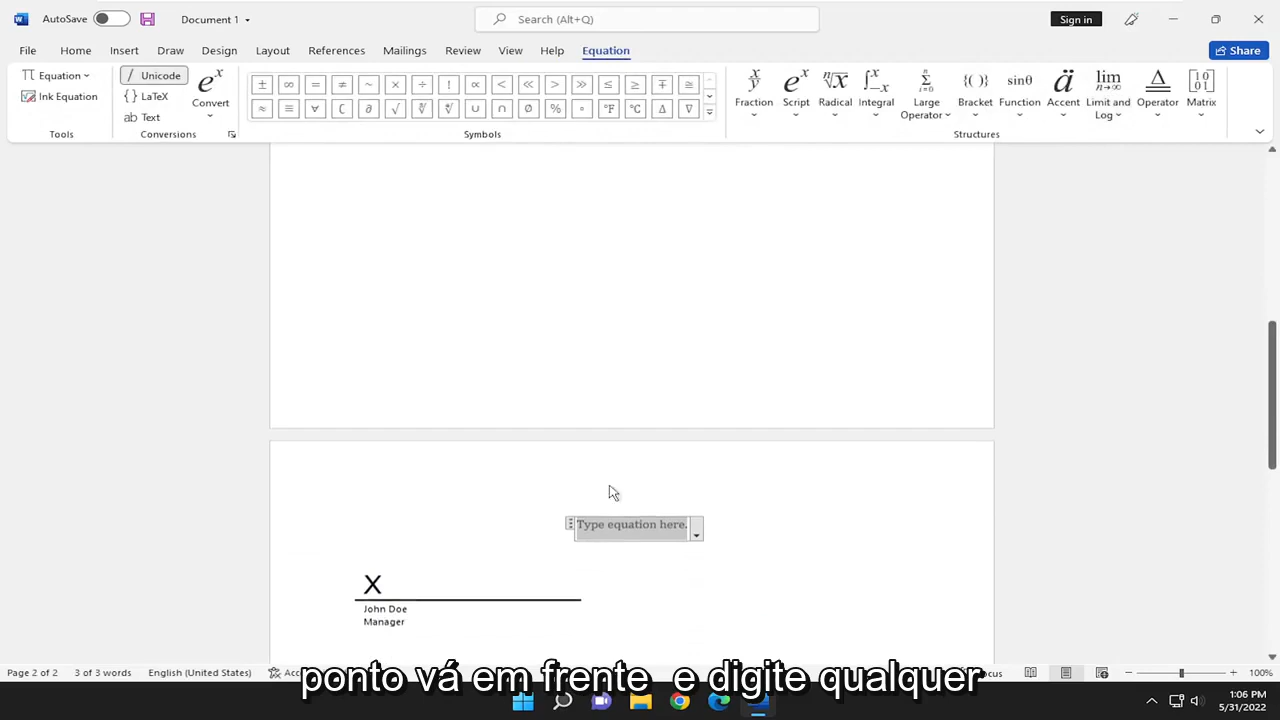 AutoSave Document 1 Search (Alt+Q) Sign in
File Home Insert Draw Design Layout References Mailings Review View Help Equation Share
Equation Unicode
Ink Equation LaTeX Convert
Text
Fraction Script Radical Integral Large Operator Bracket Function Accent Limit and Log Operator Matrix
± ∞ = ≠ ~ × ÷ ! ∝ < ≪ > ≫ ≤ ≥ ∓ ≅
≈ ≡ ∀ ∁ ∂ √ ∛ ∜ ∪ ∩ ∅ % ° °F °C ∆ ∇
Tools Conversions Symbols Structures
Type equation here.
X
John Doe
Manager
Page 2 of 2 3 of 3 words English (United States) 100%
ponto vá em frente e digite qualquer
1:06 PM
5/31/2022